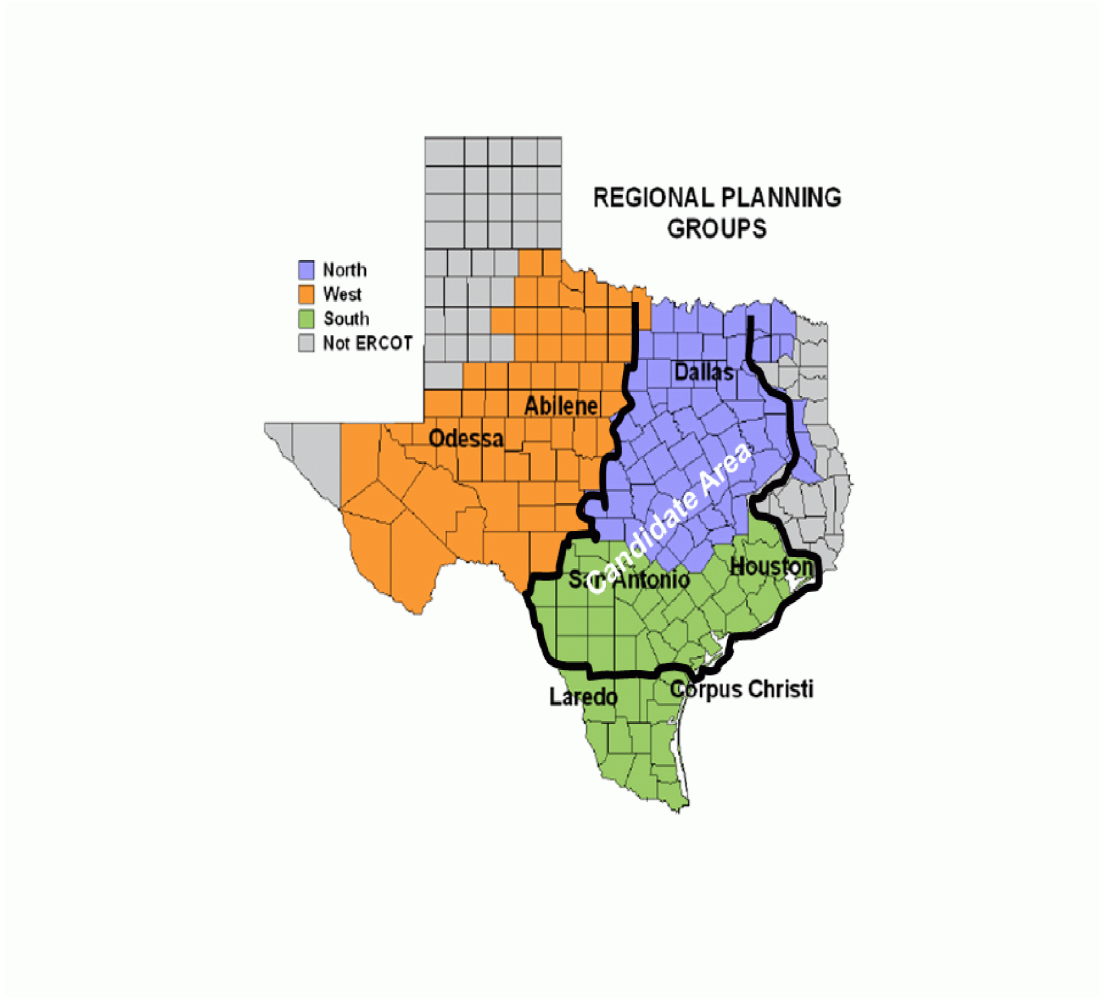 REGIONAL PLANNING
GROUPS
North
West
South
Not ERCOT
Dallas
Abilene
Odessa
Candidate Area
Houston
San Antonio
Laredo
Corpus Christi